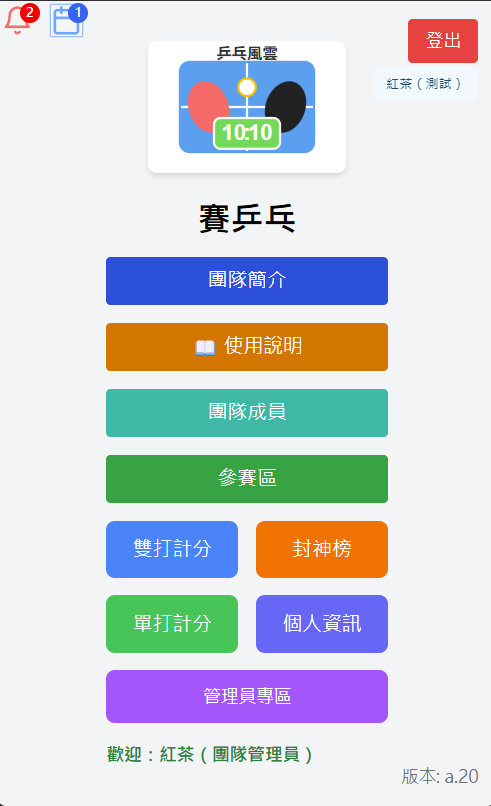 2
1
登出
乒乓風雲
10:10
紅茶（測試）
賽乒乓
團隊簡介
📖 使用說明
團隊成員
參賽區
雙打計分
封神榜
單打計分
個人資訊
管理員專區
歡迎：紅茶（團隊管理員）
版本: a.20